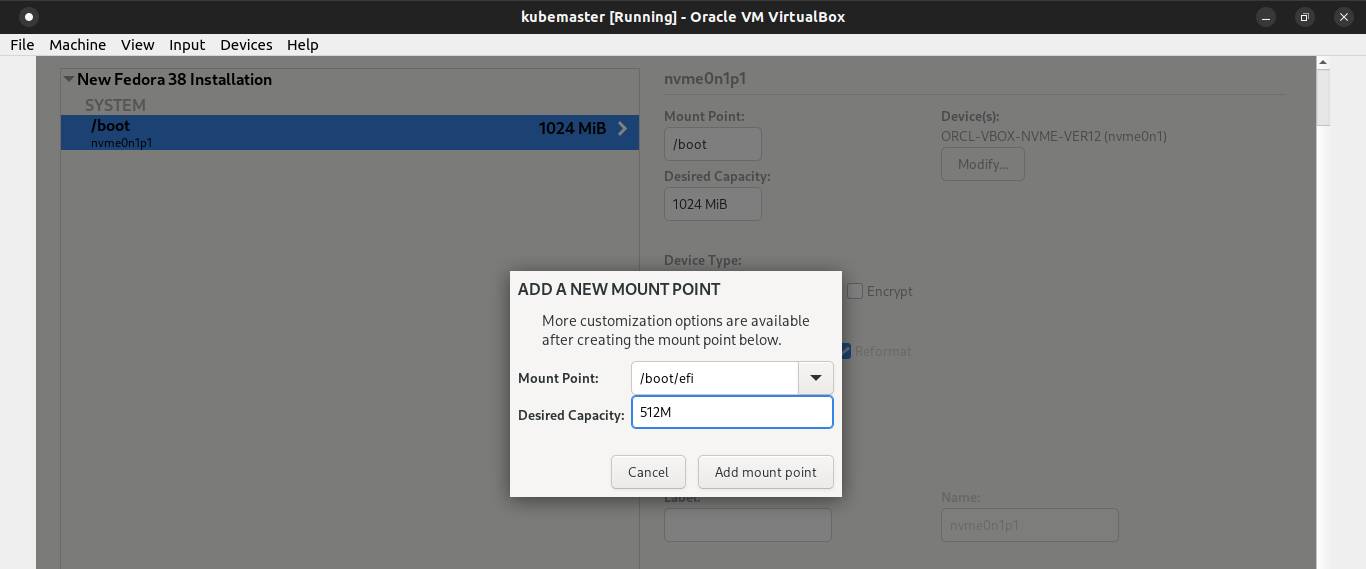 kubemaster [Running] - Oracle VM VirtualBox
File Machine View Input Devices Help
New Fedora 38 Installation
SYSTEM
/boot 1024 MiB
nvme0n1p1
nvme0n1p1
Mount Point:
/boot
Desired Capacity:
1024 MiB
Device(s):
ORCL-VBOX-NVME-VER12 (nvme0n1)
Modify...
Device Type:
Encrypt
Reformat
Label:
Name:
nvme0n1p1
ADD A NEW MOUNT POINT
More customization options are available
after creating the mount point below.
Mount Point: /boot/efi
Desired Capacity: 512M
Cancel Add mount point